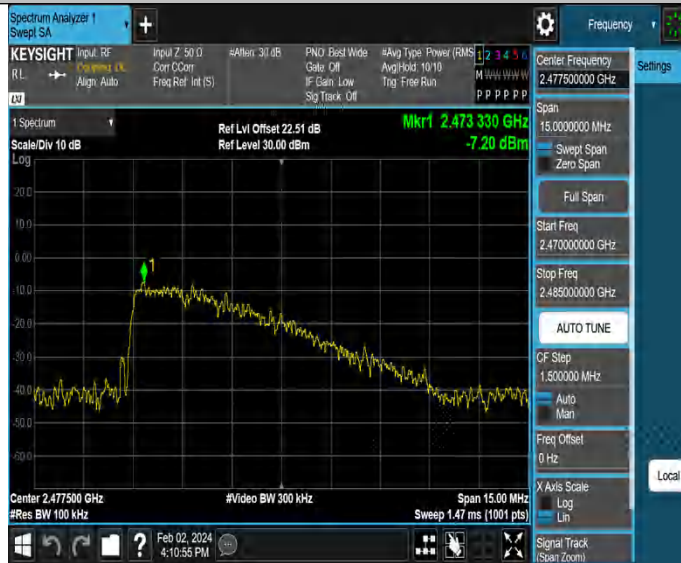 Spectrum Analyzer 1
Swept SA
+
Frequency
KEYSIGHT
Input: RF
Coupling: DC
Align: Auto
Input Z: 50 Ω
Corr CCorr
Freq Ref: Int (S)
#Atten: 30 dB
PNO: Best Wide
Gate: Off
IF Gain: Low
Sig Track: Off
#Avg Type: Power (RMS
Avg|Hold: 10/10
Trig: Free Run
1 2 3 4 5 6
M W W W W W
P P P P P P
RL
LXI
Center Frequency
2.477500000 GHz
Settings
1 Spectrum
Scale/Div 10 dB
Log
Ref Lvl Offset 22.51 dB
Ref Level 30.00 dBm
Mkr1 2.473 330 GHz
-7.20 dBm
Span
15.0000000 MHz
Swept Span
Zero Span
Full Span
Start Freq
2.470000000 GHz
Stop Freq
2.485000000 GHz
AUTO TUNE
CF Step
1.500000 MHz
Auto
Man
Freq Offset
0 Hz
X Axis Scale
Log
Lin
Local
Signal Track
(Span Zoom)
20.0
10.0
0.00
-10.0
-20.0
-30.0
-40.0
-50.0
-60.0
1
Center 2.477500 GHz
#Res BW 100 kHz
#Video BW 300 kHz
Span 15.00 MHz
Sweep 1.47 ms (1001 pts)
?
Feb 02, 2024
4:10:55 PM